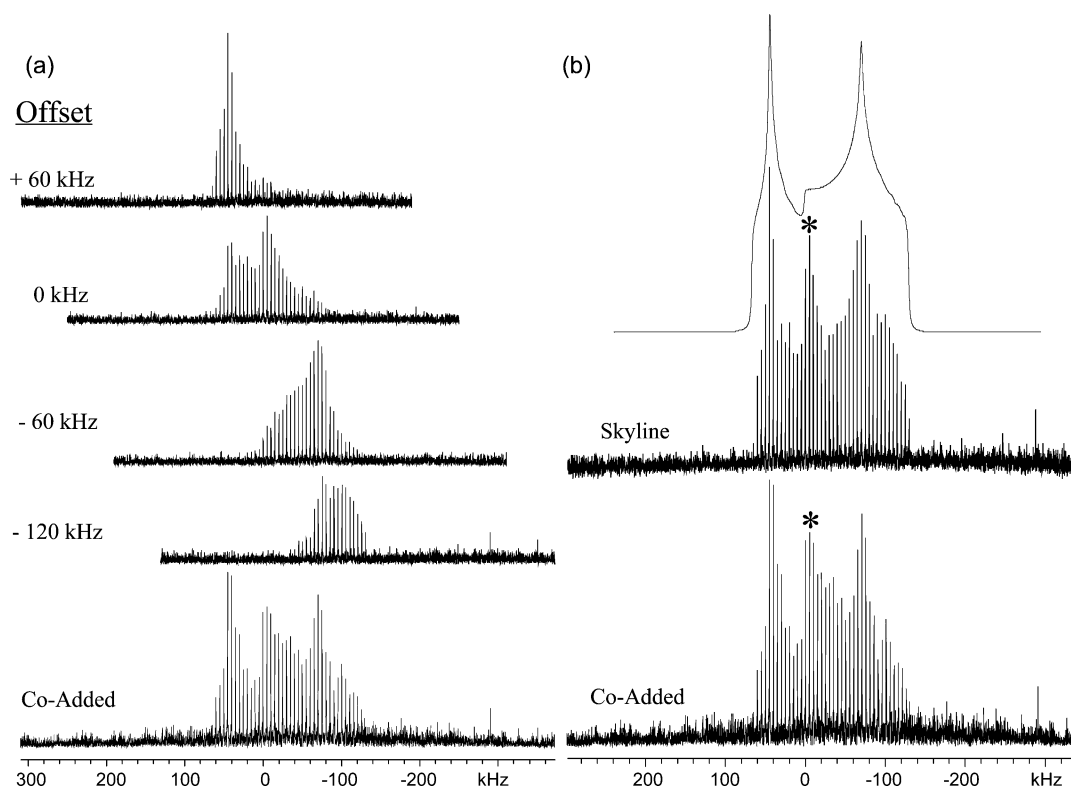 (a)
Offset
+ 60 kHz
0 kHz
- 60 kHz
- 120 kHz
Co-Added
300 200 100 0 -100 -200 kHz
(b)
*
Skyline
*
Co-Added
200 100 0 -100 -200 kHz